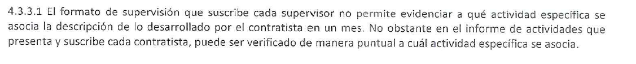 4.3.3.1 El formato de supervisión que suscribe cada supervisor no permite evidenciar a qué actividad específica se
asocia la descripción de lo desarrollado por el contratista en un mes. No obstante en el informe de actividades que
presenta y suscribe cada contratista, puede ser verificado de manera puntual a cuál actividad específica se asocia.